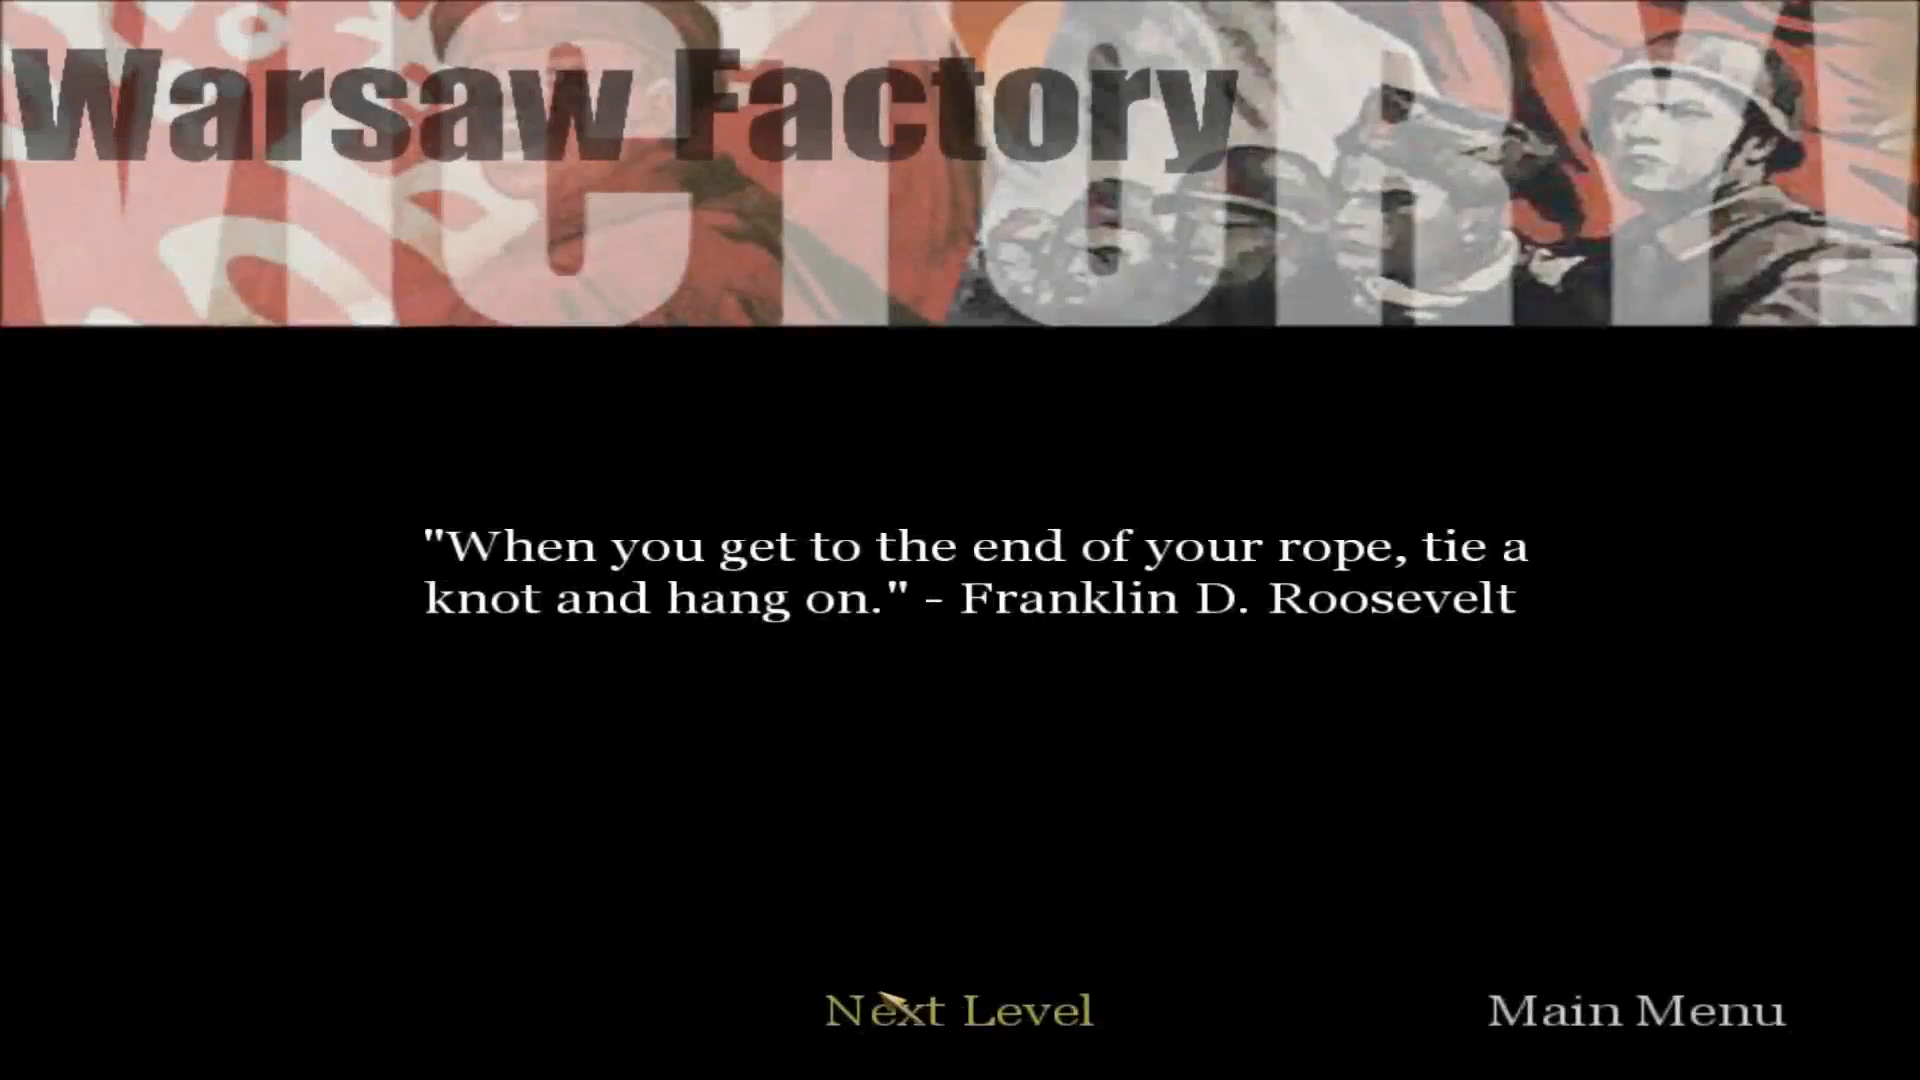 VICTORY!
Warsaw Factory
"When you get to the end of your rope, tie a
knot and hang on." - Franklin D. Roosevelt
Next Level
Main Menu